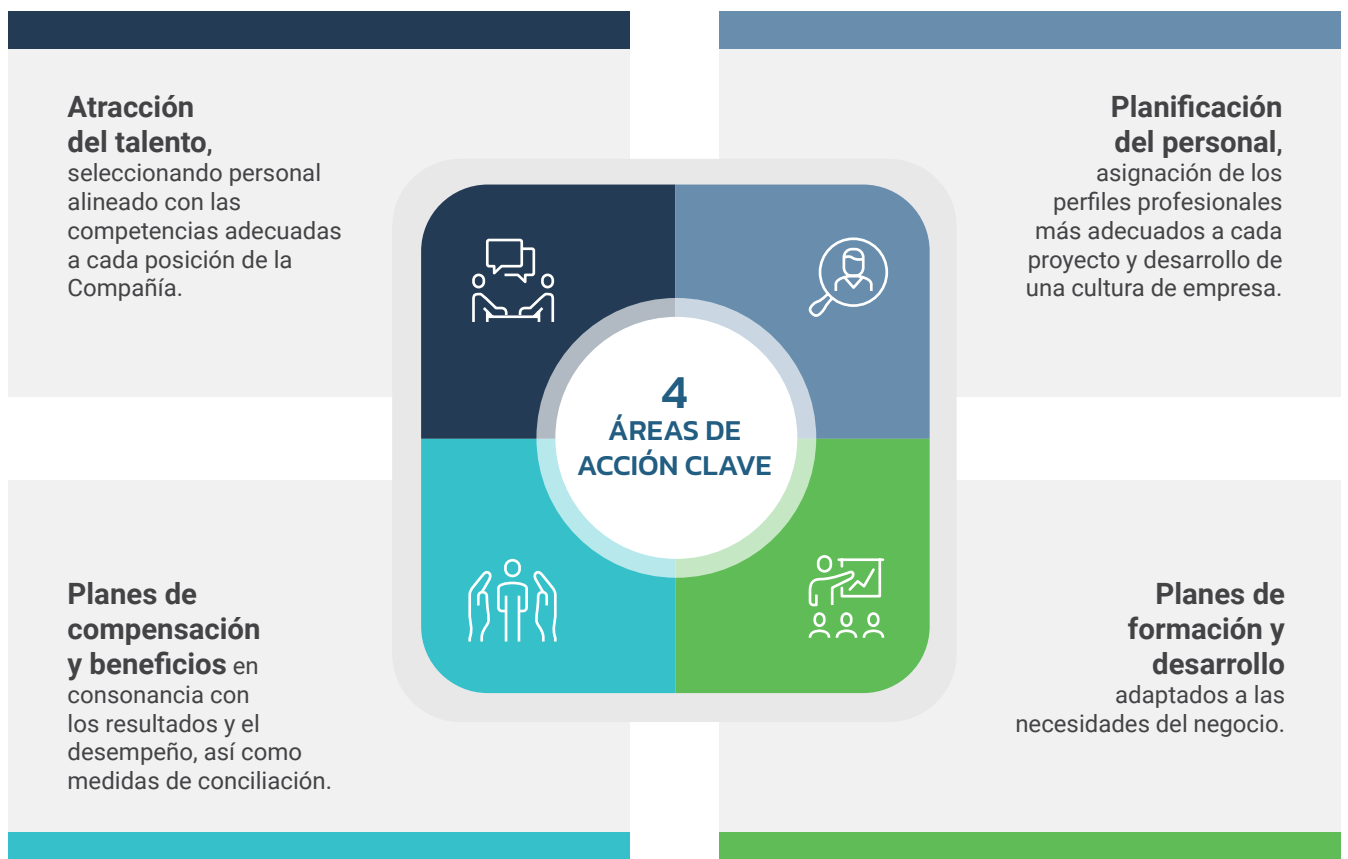 Atracción
del talento,
seleccionando personal
alineado con las
competencias adecuadas
a cada posición de la
Compañía.
Planificación
del personal,
asignación de los
perfiles profesionales
más adecuados a cada
proyecto y desarrollo de
una cultura de empresa.
4
ÁREAS DE
ACCIÓN CLAVE
Planes de
compensación
y beneficios en
consonancia con
los resultados y el
desempeño, así como
medidas de conciliación.
Planes de
formación y
desarrollo
adaptados a las
necesidades del negocio.